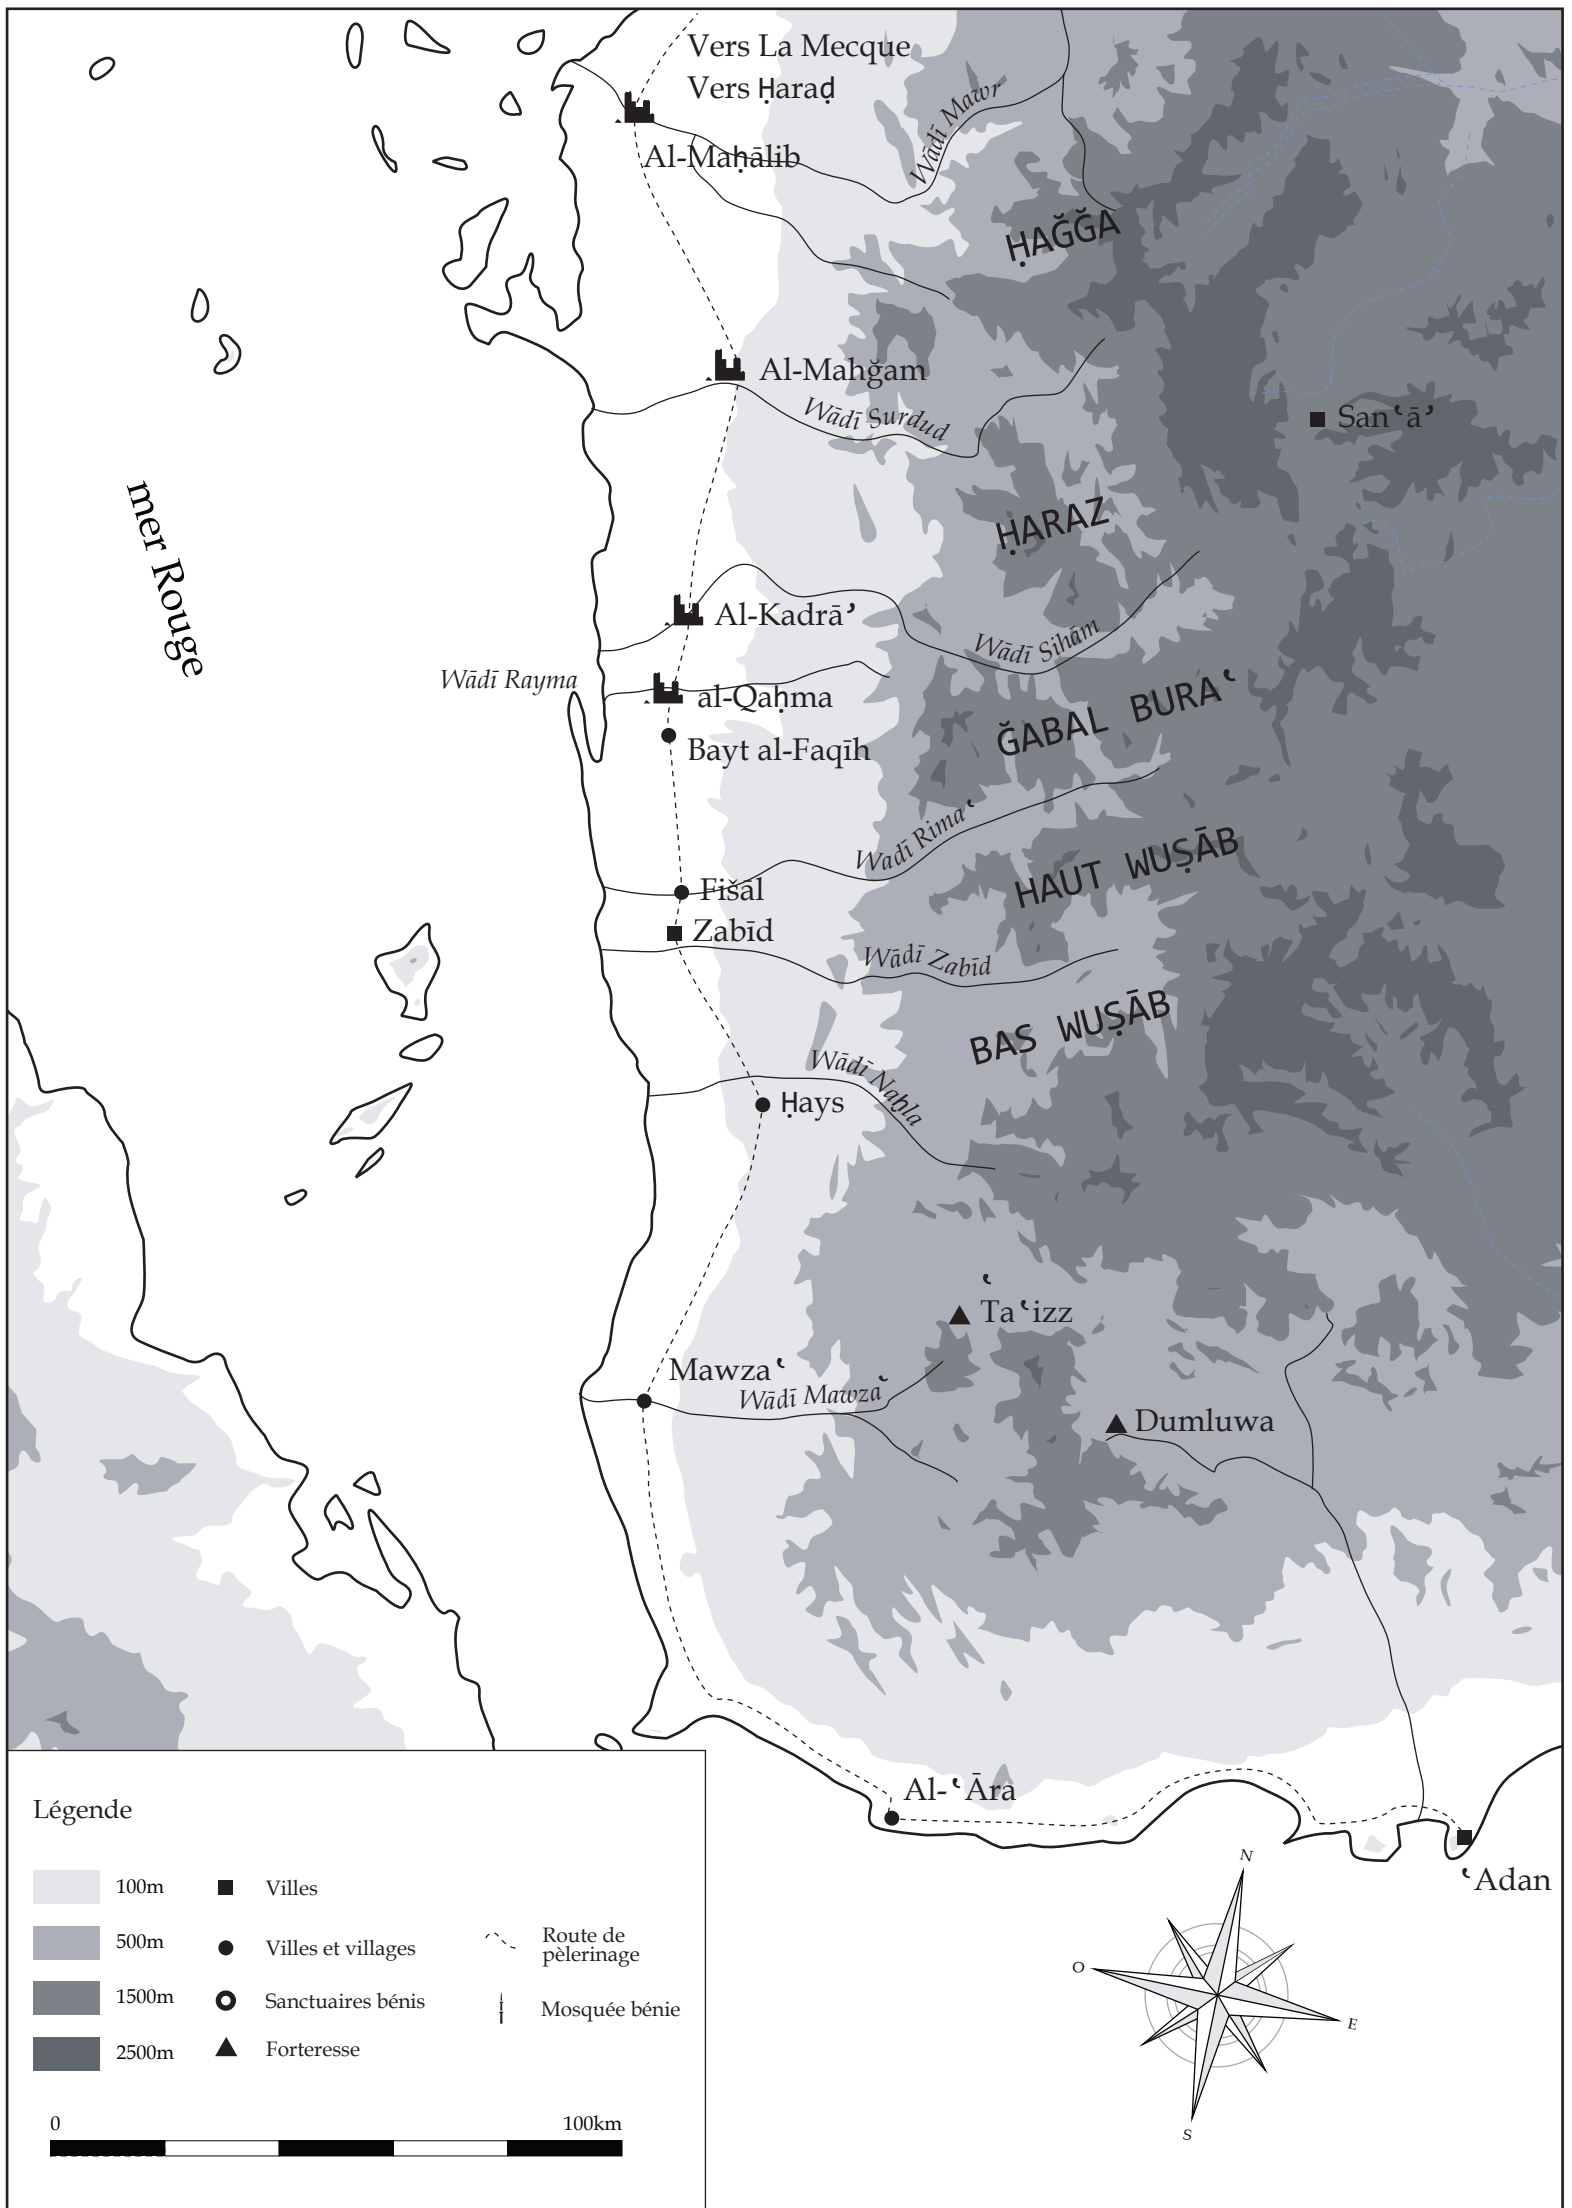 Vers La Mecque
Vers Ḥaraḍ
Wādī Mawr
Al-Maḥālib
ḤAǦǦA
Al-Mahǧam
Wādī Surdud
Sanʿāʾ
mer Rouge
ḤARAZ
Al-Kadrāʾ
Wādī Sihām
Wādī Rayma
al-Qaḥma
ǦABAL BURAʿ
Bayt al-Faqīh
Wadī Rimaʿ
HAUT WUṢĀB
Fišāl
Zabīd
Wādī Zabīd
BAS WUṢĀB
Wādī Naḫla
Ḥays
ʿ
Taʿizz
Mawzaʿ
Wādī Mawzaʿ
Dumluwa
Al-ʿĀra
ʿAdan
N
O
E
S
Légende
100m
Villes
500m
Villes et villages
Route de
pèlerinage
1500m
Sanctuaires bénis
Mosquée bénie
2500m
Forteresse
0
100km